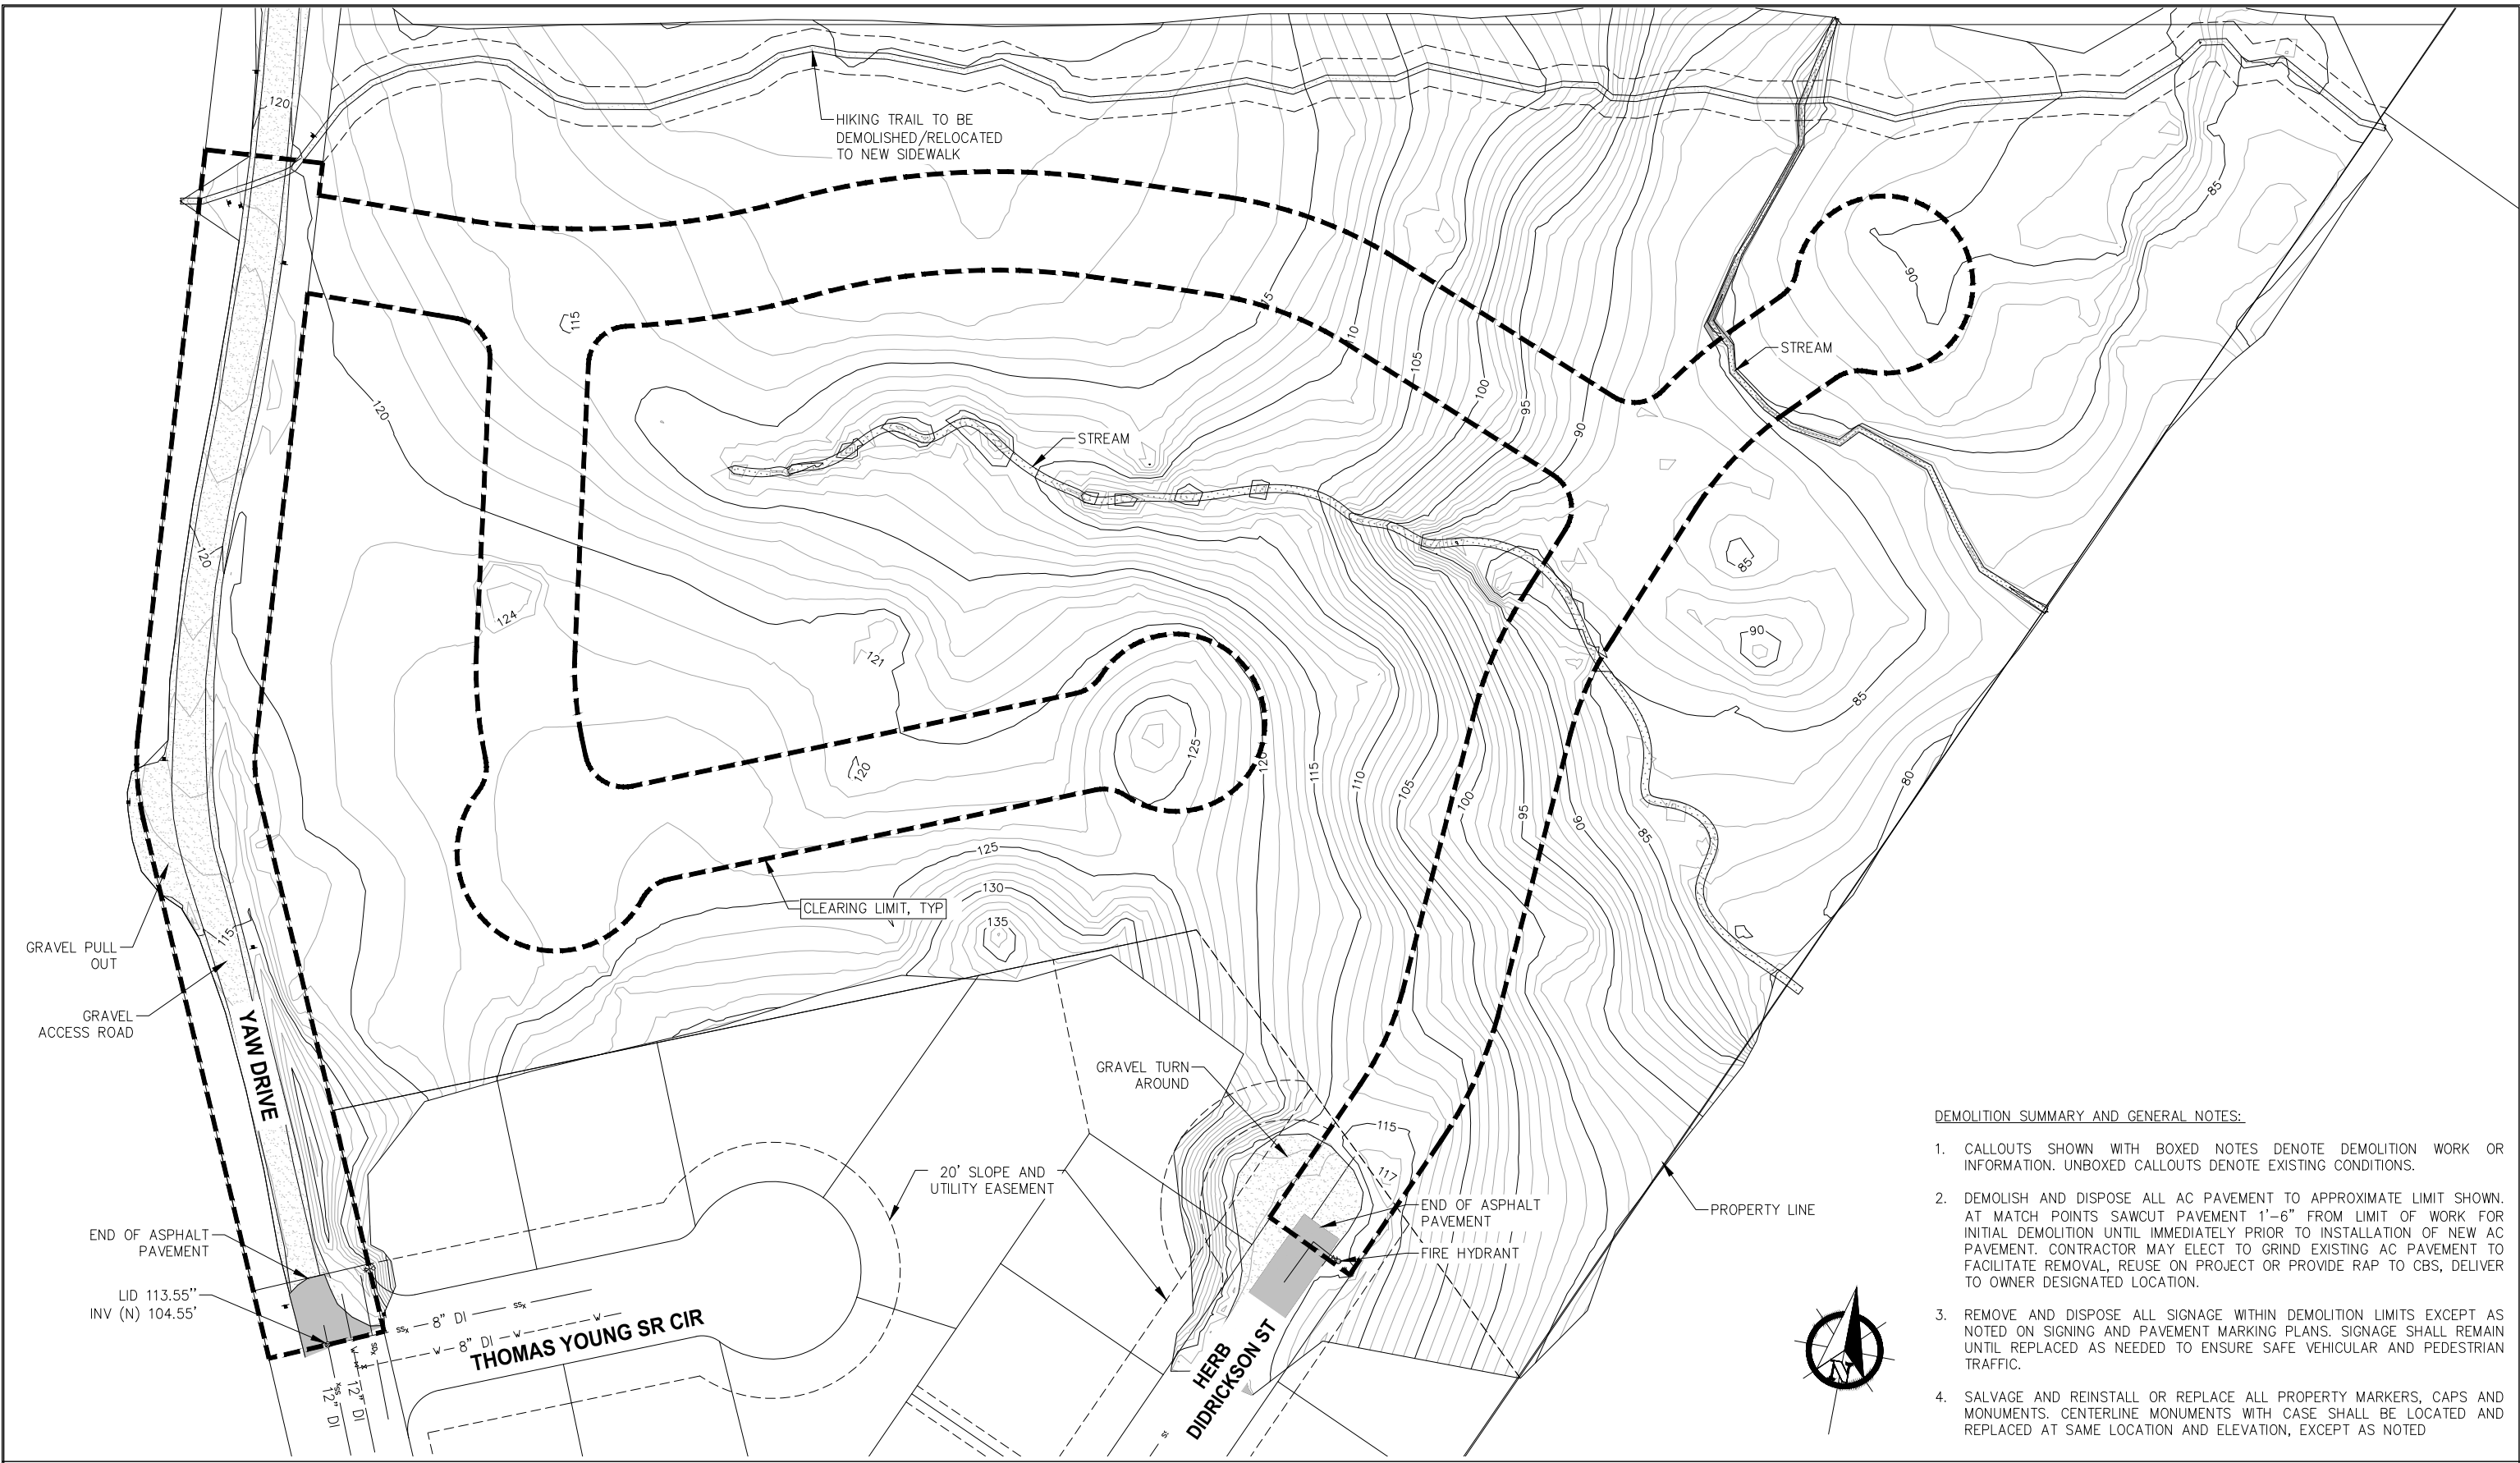 120
HIKING TRAIL TO BE
DEMOLISHED/RELOCATED
TO NEW SIDEWALK
85
90
115
15
110
105
100
95
90
STREAM
120
STREAM
120
124
121
85
90
85
120
125
120
115
110
105
100
95
90
85
80
125
130
135
CLEARING LIMIT, TYP
115
GRAVEL PULL
OUT
GRAVEL
ACCESS ROAD
YAW DRIVE
GRAVEL TURN
AROUND
115
117
20' SLOPE AND
UTILITY EASEMENT
END OF ASPHALT
PAVEMENT
FIRE HYDRANT
PROPERTY LINE
END OF ASPHALT
PAVEMENT
LID 113.55''
INV (N) 104.55'
SSx 8" DI SSx
W 8" DI W W
THOMAS YOUNG SR CIR
12" DI
12" DI
HERB
DIDRICKSON ST
N
DEMOLITION SUMMARY AND GENERAL NOTES:
1. CALLOUTS SHOWN WITH BOXED NOTES DENOTE DEMOLITION WORK OR
INFORMATION. UNBOXED CALLOUTS DENOTE EXISTING CONDITIONS.
2. DEMOLISH AND DISPOSE ALL AC PAVEMENT TO APPROXIMATE LIMIT SHOWN.
AT MATCH POINTS SAWCUT PAVEMENT 1'-6" FROM LIMIT OF WORK FOR
INITIAL DEMOLITION UNTIL IMMEDIATELY PRIOR TO INSTALLATION OF NEW AC
PAVEMENT. CONTRACTOR MAY ELECT TO GRIND EXISTING AC PAVEMENT TO
FACILITATE REMOVAL, REUSE ON PROJECT OR PROVIDE RAP TO CBS, DELIVER
TO OWNER DESIGNATED LOCATION.
3. REMOVE AND DISPOSE ALL SIGNAGE WITHIN DEMOLITION LIMITS EXCEPT AS
NOTED ON SIGNING AND PAVEMENT MARKING PLANS. SIGNAGE SHALL REMAIN
UNTIL REPLACED AS NEEDED TO ENSURE SAFE VEHICULAR AND PEDESTRIAN
TRAFFIC.
4. SALVAGE AND REINSTALL OR REPLACE ALL PROPERTY MARKERS, CAPS AND
MONUMENTS. CENTERLINE MONUMENTS WITH CASE SHALL BE LOCATED AND
REPLACED AT SAME LOCATION AND ELEVATION, EXCEPT AS NOTED